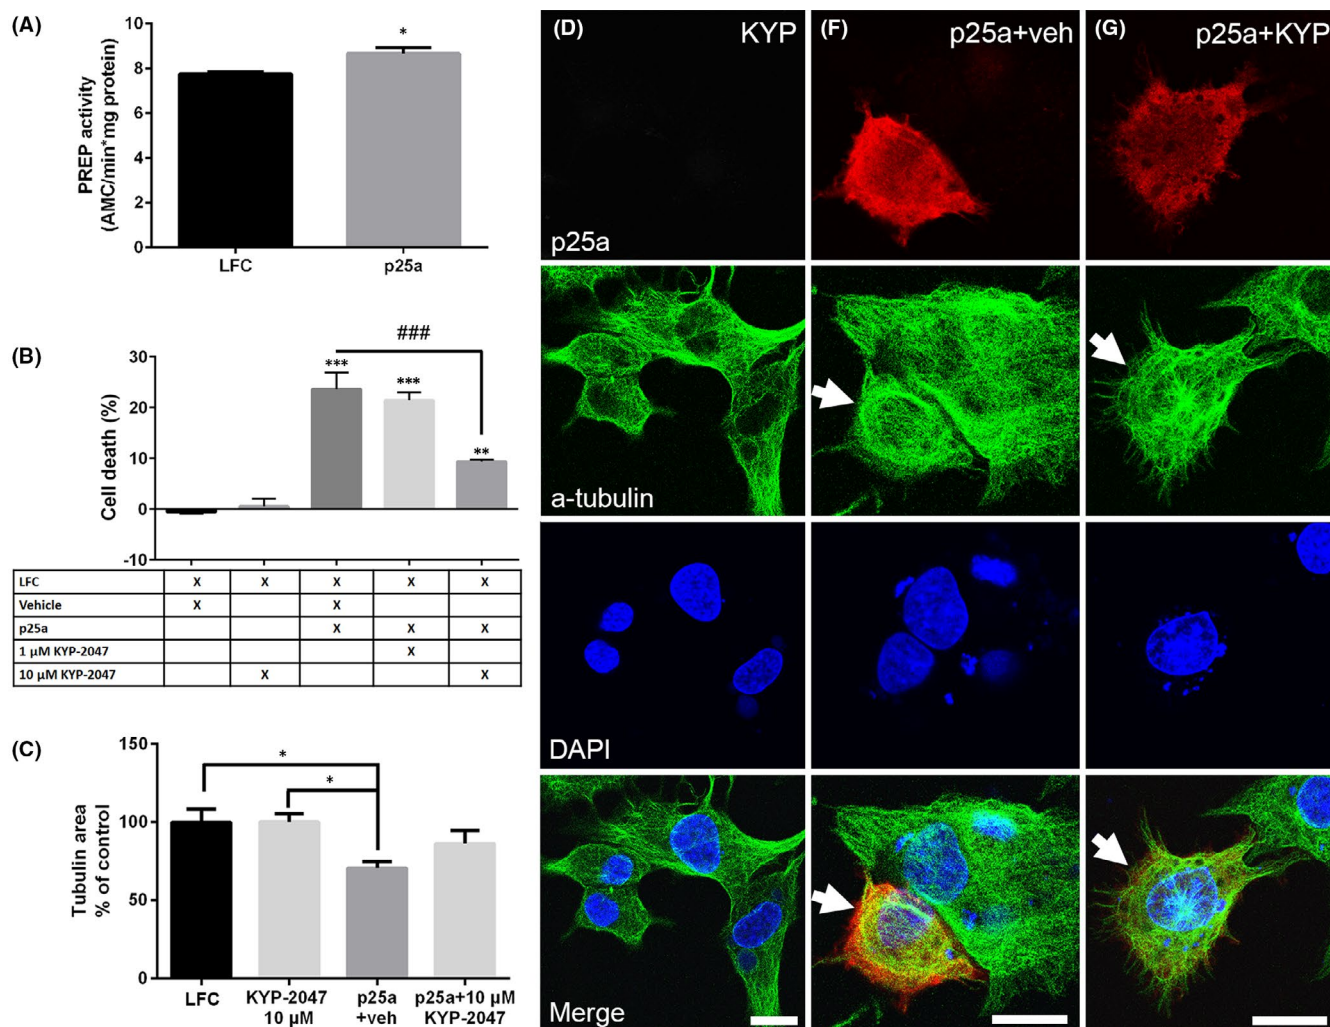 (A)
PREP activity
(AMC/min*mg protein)
10
8
6
4
2
0
*
LFC
p25a
(B)
Cell death (%)
30
20
10
0
-10
###
***
***
**
LFC X X X X X
Vehicle X X
p25a X X X
1 µM KYP-2047 X
10 µM KYP-2047 X X
(C)
Tubulin area
% of control
150
100
50
0
*
*
LFC
KYP-2047
10 µM
p25a
+veh
p25a+10 µM
KYP-2047
(D)
KYP
(F)
p25a+veh
(G)
p25a+KYP
p25a
a-tubulin
DAPI
Merge